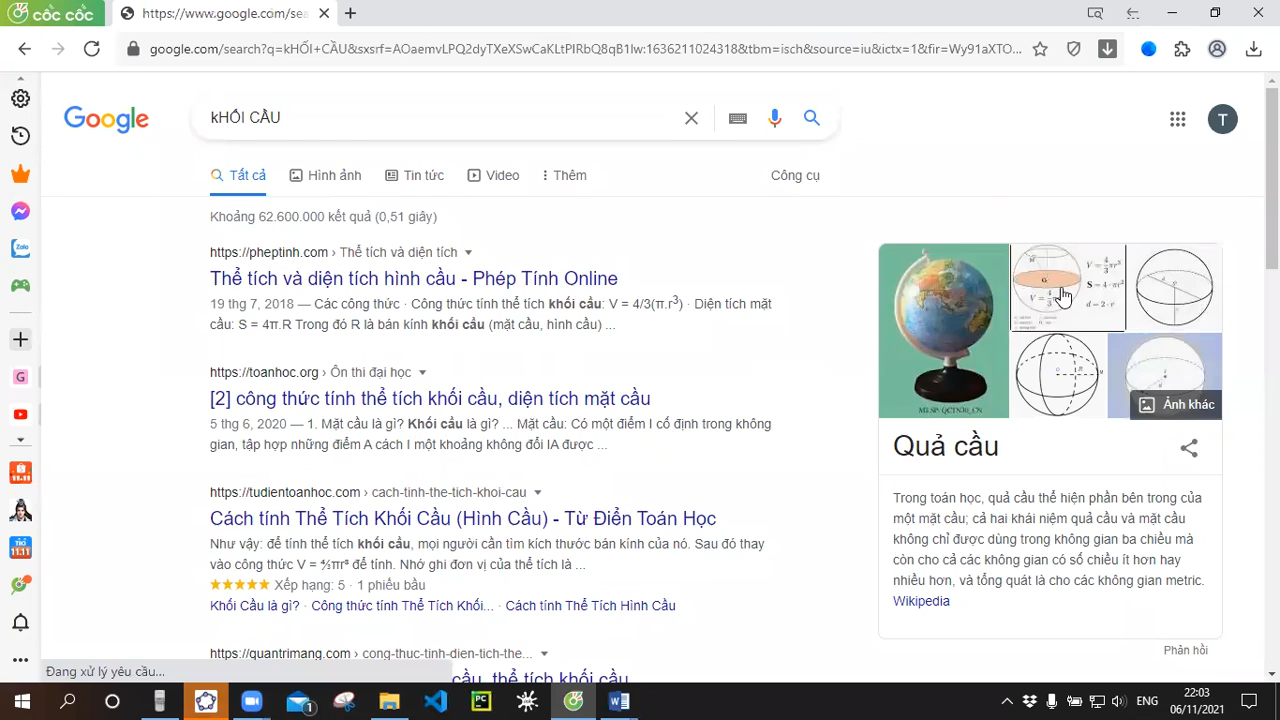 cốc cốc
https://www.google.com/sea
google.com/search?q=kHỐI+CẦU&sxsrf=AOaemvLPQ2dyTXeXSwCaKLtPIRbQ8qB1lw:1636211024318&tbm=isch&source=iu&ictx=1&fir=Wy91aXTO...
Google
kHỐI CẦU
T
Tất cả
Hình ảnh
Tin tức
Video
Thêm
Công cụ
Khoảng 62.600.000 kết quả (0,51 giây)
https://pheptinh.com › Thể tích và diện tích
Thể tích và diện tích hình cầu - Phép Tính Online
19 thg 7, 2018 — Các công thức · Công thức tính thể tích khối cầu: V = 4/3(π.r³) · Diện tích mặt
cầu: S = 4π.R Trong đó R là bán kính khối cầu (mặt cầu, hình cầu) ...
https://toanhoc.org › Ôn thi đại học
[2] công thức tính thể tích khối cầu, diện tích mặt cầu
5 thg 6, 2020 — 1. Mặt cầu là gì? Khối cầu là gì? ... Mặt cầu: Có một điểm I cố định trong không
gian, tập hợp những điểm A cách I một khoảng không đổi IA được ...
https://tudientoanhoc.com › cach-tinh-the-tich-khoi-cau
Cách tính Thể Tích Khối Cầu (Hình Cầu) - Từ Điển Toán Học
Như vậy: để tính thể tích khối cầu, mọi người cần tìm kích thước bán kính của nó. Sau đó thay
vào công thức V = ⁴⁄₃πr³ để tính. Nhớ ghi đơn vị của thể tích là ...
Xếp hạng: 5 · 1 phiếu bầu
Khối Cầu là gì? · Công thức tính Thể Tích Khối... · Cách tính Thể Tích Hình Cầu
https://quantrimang.com › cong-thuc-tinh-dien-tich-the...
cầu, thể tích khối cầu
Ảnh khác
Quả cầu
Trong toán học, quả cầu thể hiện phần bên trong của
một mặt cầu; cả hai khái niệm quả cầu và mặt cầu
không chỉ được dùng trong không gian ba chiều mà
còn cho cả các không gian có số chiều ít hơn hay
nhiều hơn, và tổng quát là cho các không gian metric.
Wikipedia
Phản hồi
Đang xử lý yêu cầu...
Zalo
G
11.11
TIKI
11.11
1
PC
ENG
22:03
06/11/2021